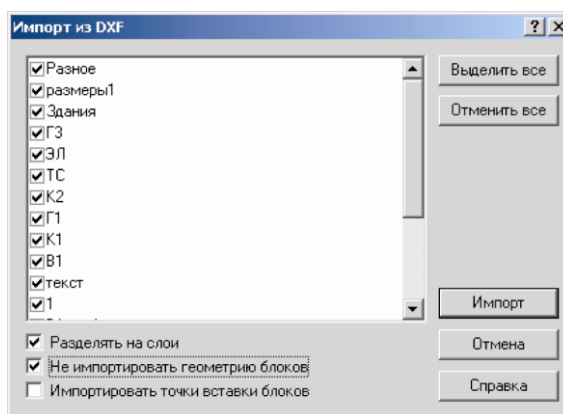 Импорт из DXF
Разное
размеры1
Здания
Г3
ЭЛ
ТС
К2
Г1
К1
В1
текст
1
Выделить все
Отменить все
Импорт
Отмена
Справка
Разделять на слои
Не импортировать геометрию блоков
Импортировать точки вставки блоков